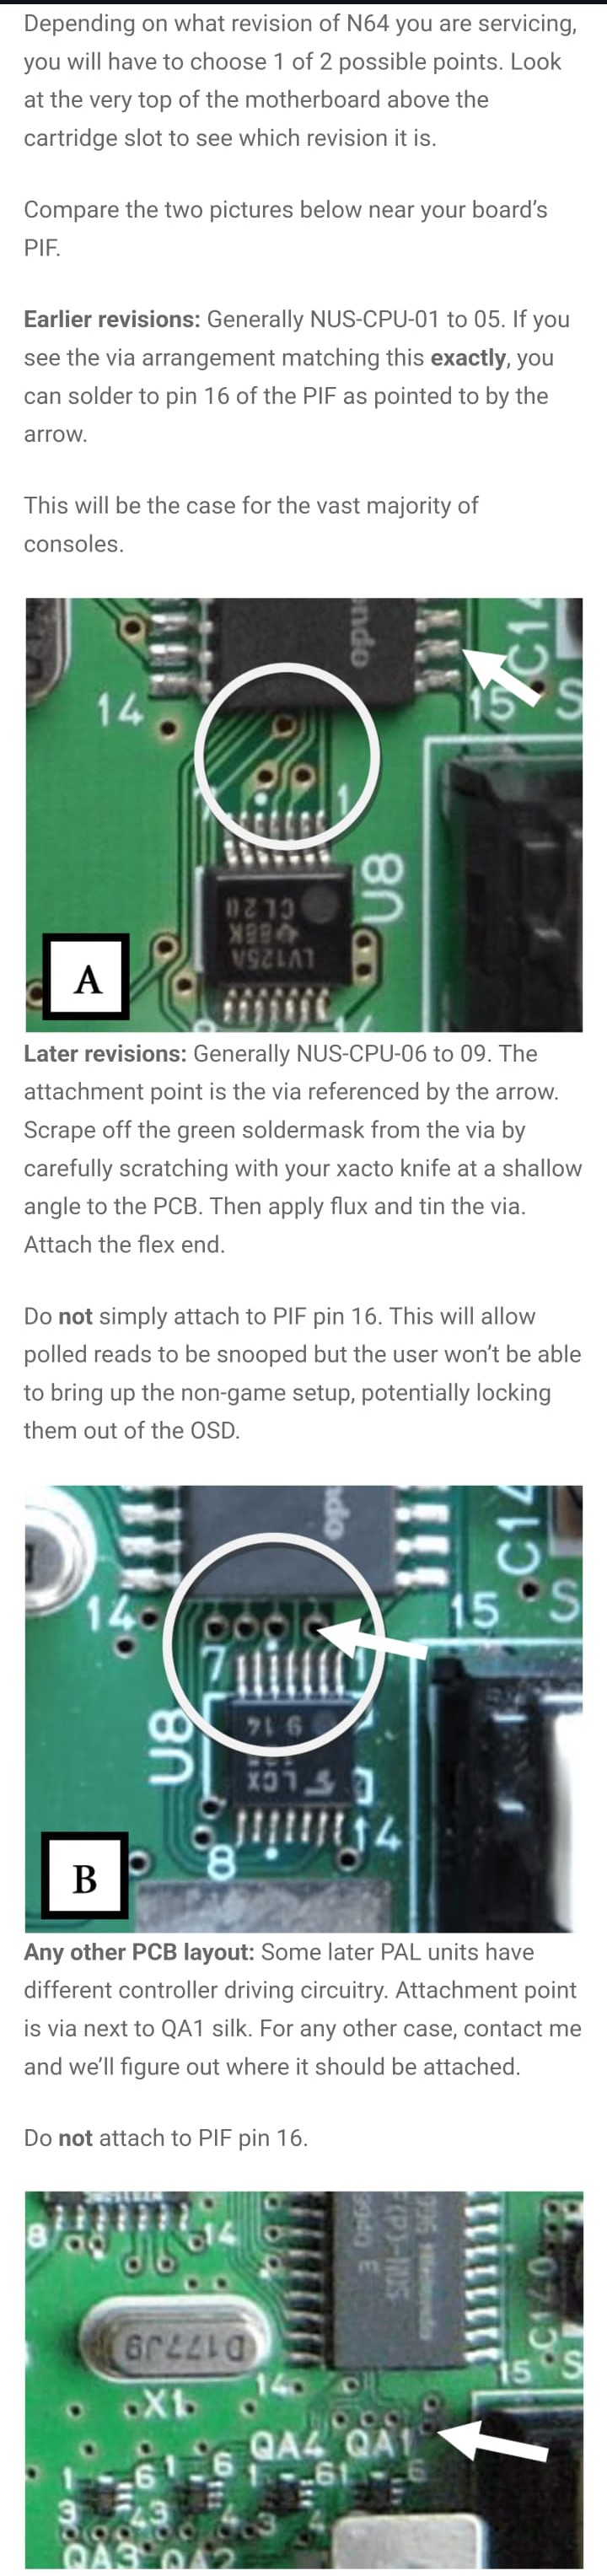 Depending on what revision of N64 you are servicing,
you will have to choose 1 of 2 possible points. Look
at the very top of the motherboard above the
cartridge slot to see which revision it is.
Compare the two pictures below near your board's
PIF.
Earlier revisions: Generally NUS-CPU-01 to 05. If you
see the via arrangement matching this exactly, you
can solder to pin 16 of the PIF as pointed to by the
arrow.
This will be the case for the vast majority of
consoles.
ndo
C14
14
15 S
7
1
U8
CL20
LV125A
A
Later revisions: Generally NUS-CPU-06 to 09. The
attachment point is the via referenced by the arrow.
Scrape off the green soldermask from the via by
carefully scratching with your xacto knife at a shallow
angle to the PCB. Then apply flux and tin the via.
Attach the flex end.
Do not simply attach to PIF pin 16. This will allow
polled reads to be snooped but the user won't be able
to bring up the non-game setup, potentially locking
them out of the OSD.
ndo
C14
14
15 S
7
1
U8
LCX
14
8
B
Any other PCB layout: Some later PAL units have
different controller driving circuitry. Attachment point
is via next to QA1 silk. For any other case, contact me
and we'll figure out where it should be attached.
Do not attach to PIF pin 16.
8
14
Nintendo
C140
D177J9
X1
14
15 S
QA4 QA1
1 6 1 6 1 6 1 6
3 4 3 4 3 4
QA3 QA2